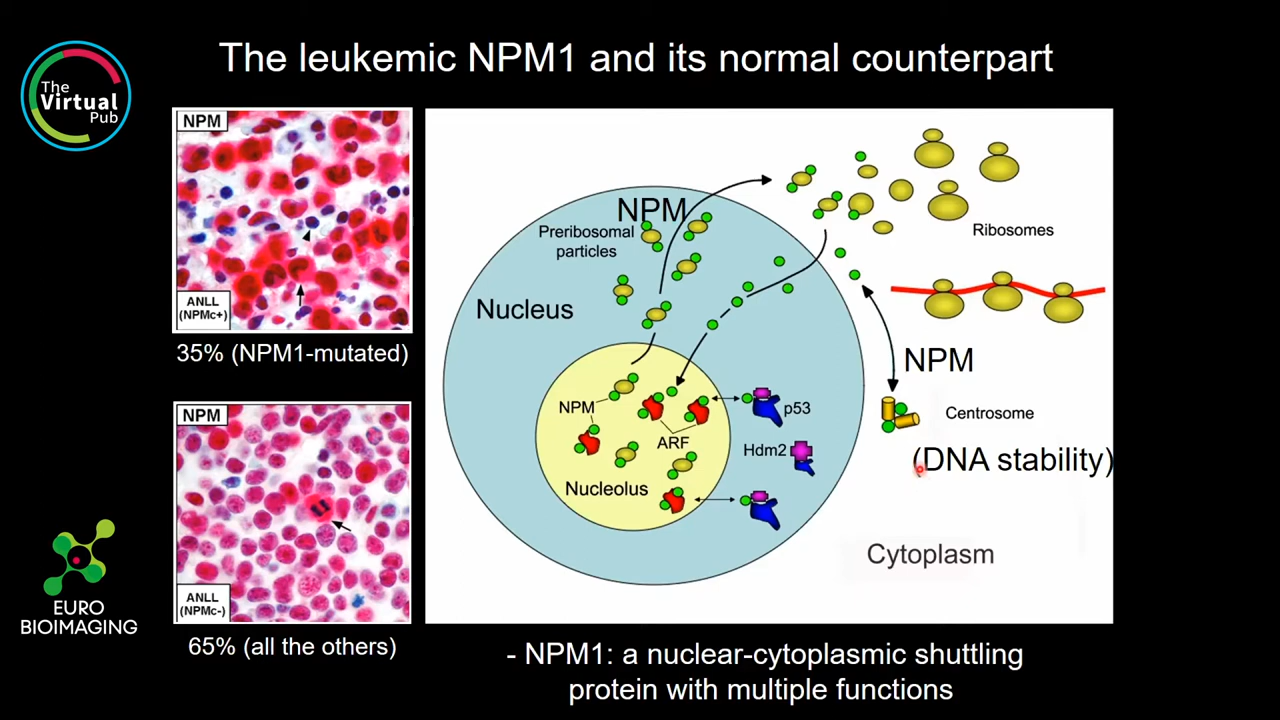 The leukemic NPM1 and its normal counterpart
The
Virtual
Pub
NPM
ANLL
(NPMc+)
35% (NPM1-mutated)
NPM
ANLL
(NPMc-)
65% (all the others)
EURO
BIOIMAGING
NPM
Preribosomal
particles
Nucleus
Ribosomes
NPM
NPM
p53
Centrosome
ARF
Hdm2
(DNA stability)
Nucleolus
Cytoplasm
- NPM1: a nuclear-cytoplasmic shuttling
protein with multiple functions